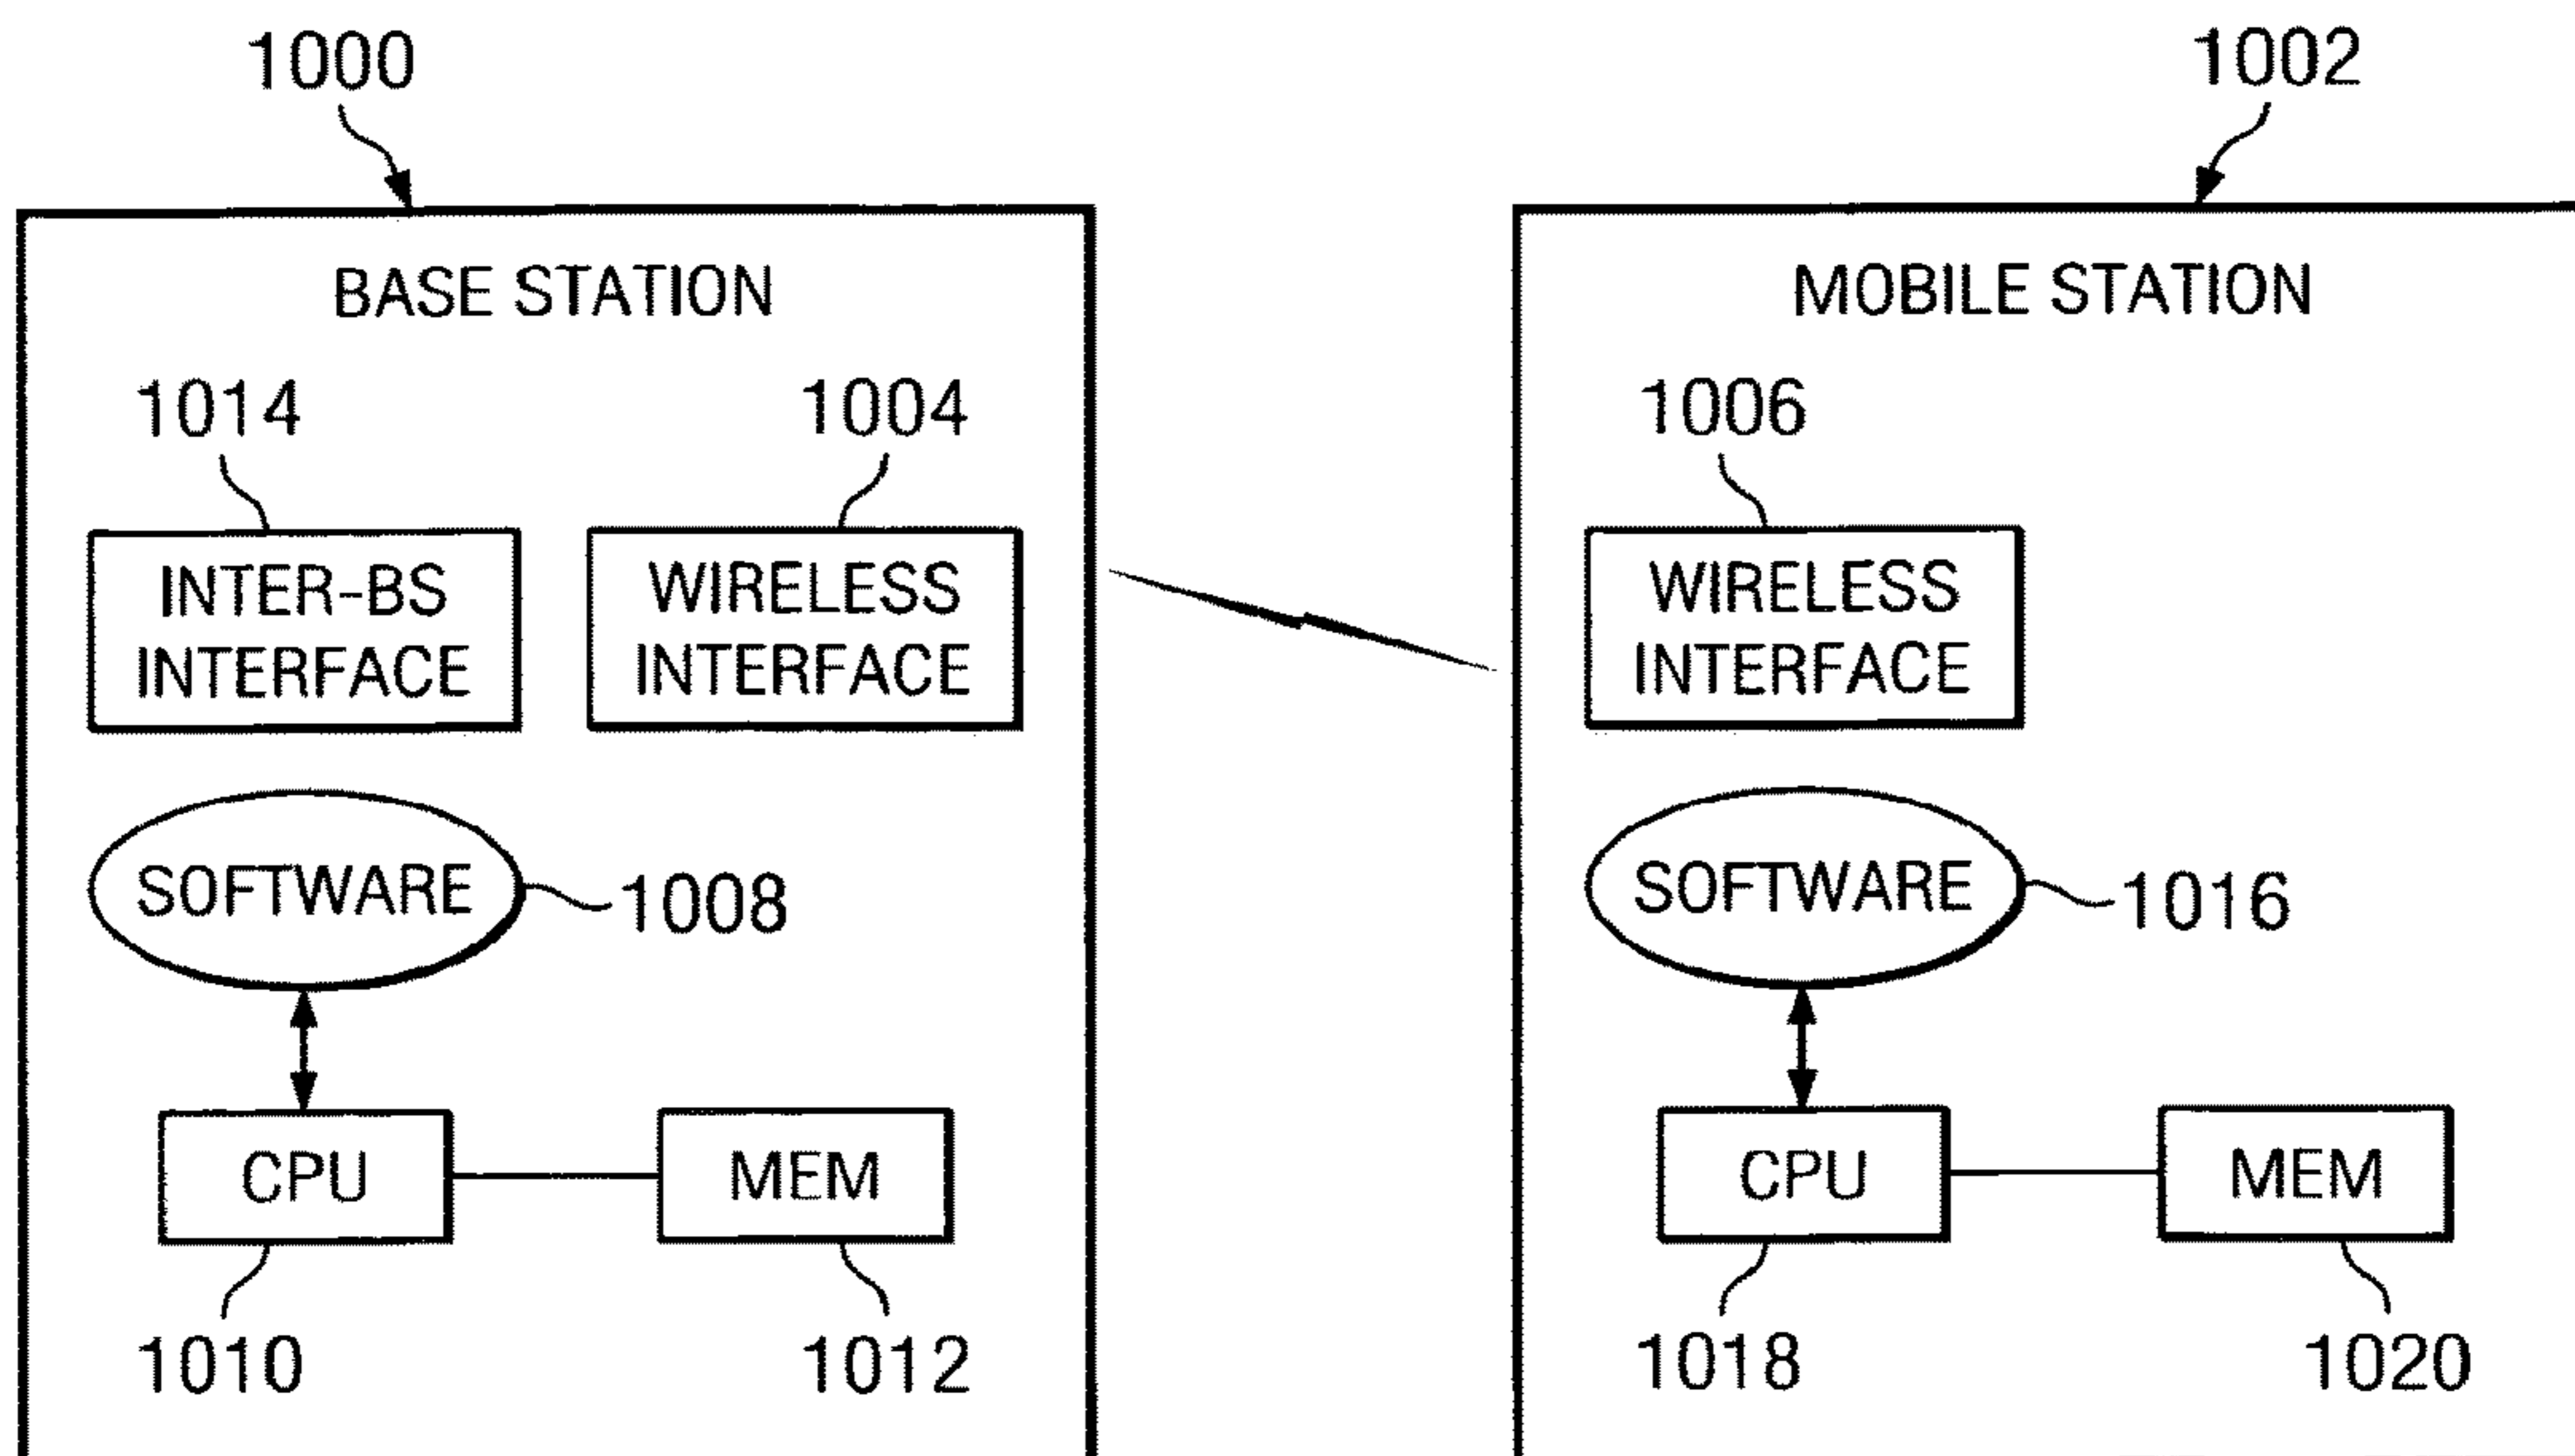 1000
1002
BASE STATION
MOBILE STATION
1014
1004
1006
INTER-BS
INTERFACE
WIRELESS
INTERFACE
WIRELESS
INTERFACE
SOFTWARE
1008
SOFTWARE
1016
CPU
MEM
CPU
MEM
1010
1012
1018
1020